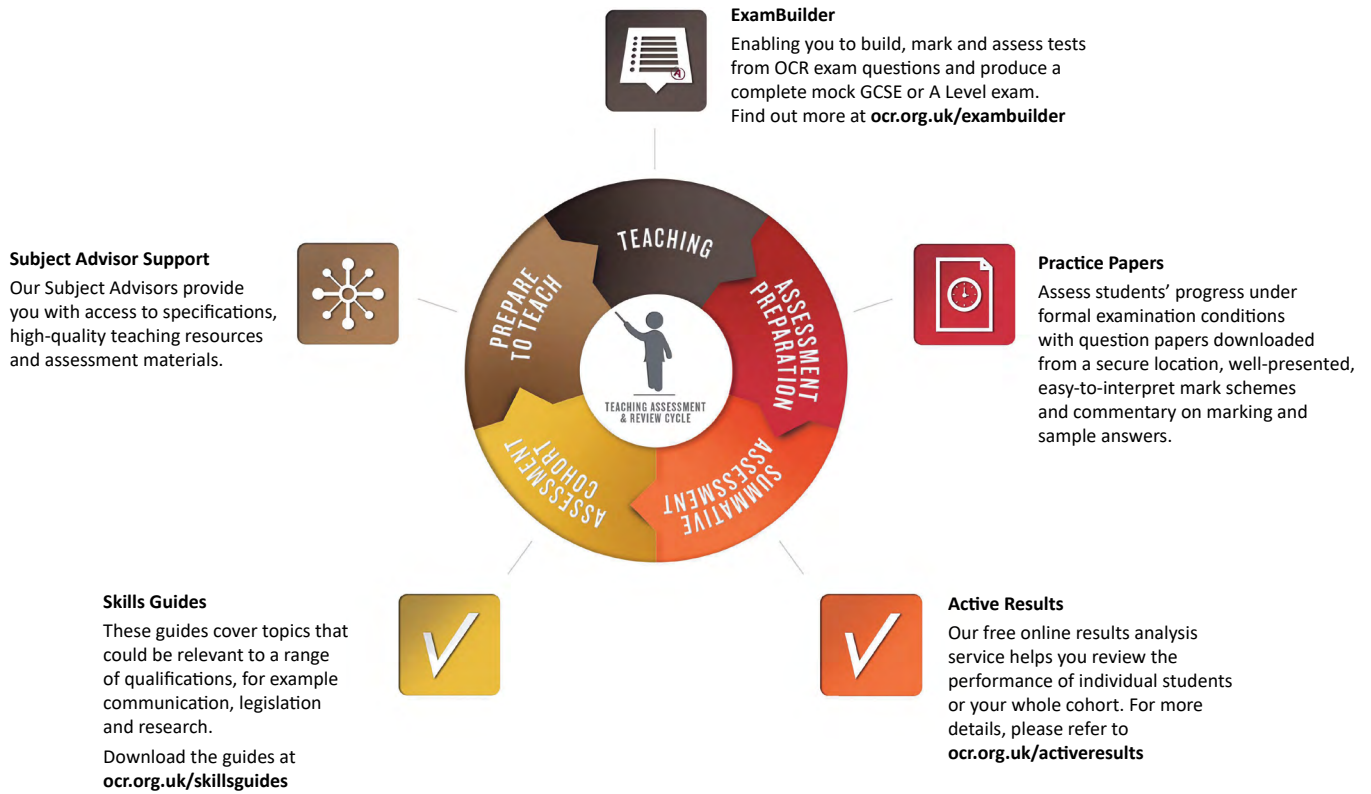 ExamBuilder
Enabling you to build, mark and assess tests
from OCR exam questions and produce a
complete mock GCSE or A Level exam.
Find out more at ocr.org.uk/exambuilder
Subject Advisor Support
Our Subject Advisors provide
you with access to specifications,
high-quality teaching resources
and assessment materials.
TEACHING
PREPARE
TO TEACH
ASSESSMENT
PREPARATION
TEACHING ASSESSMENT
& REVIEW CYCLE
ASSESSMENT
COHORT
SUMMATIVE
ASSESSMENT
Practice Papers
Assess students’ progress under
formal examination conditions
with question papers downloaded
from a secure location, well-presented,
easy-to-interpret mark schemes
and commentary on marking and
sample answers.
Skills Guides
These guides cover topics that
could be relevant to a range
of qualifications, for example
communication, legislation
and research.
Download the guides at
ocr.org.uk/skillsguides
Active Results
Our free online results analysis
service helps you review the
performance of individual students
or your whole cohort. For more
details, please refer to
ocr.org.uk/activeresults